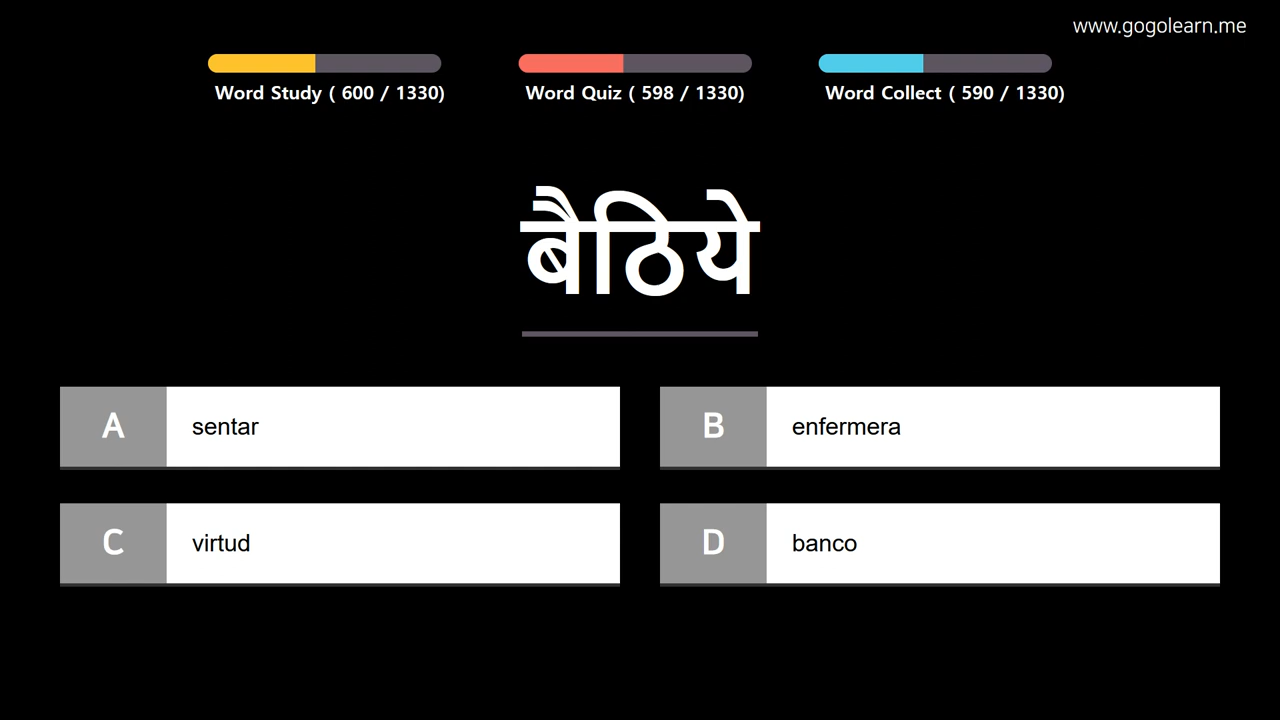 www.gogolearn.me
Word Study ( 600 / 1330)
Word Quiz ( 598 / 1330)
Word Collect ( 590 / 1330)
बैठिये
A sentar
B enfermera
C virtud
D banco